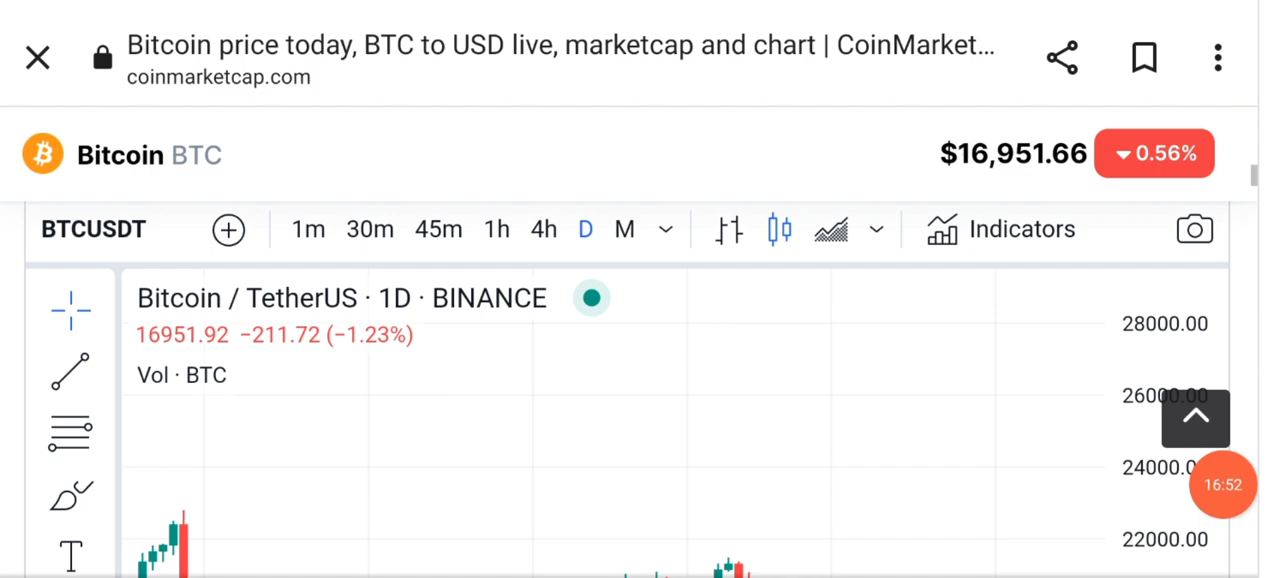 Bitcoin price today, BTC to USD live, marketcap and chart | CoinMarket...
coinmarketcap.com
Bitcoin BTC $16,951.66 0.56%
BTCUSDT 1m 30m 45m 1h 4h D M Indicators
Bitcoin / TetherUS · 1D · BINANCE
16951.92 −211.72 (−1.23%)
Vol · BTC
28000.00
26000.00
24000.0
16:52
22000.00